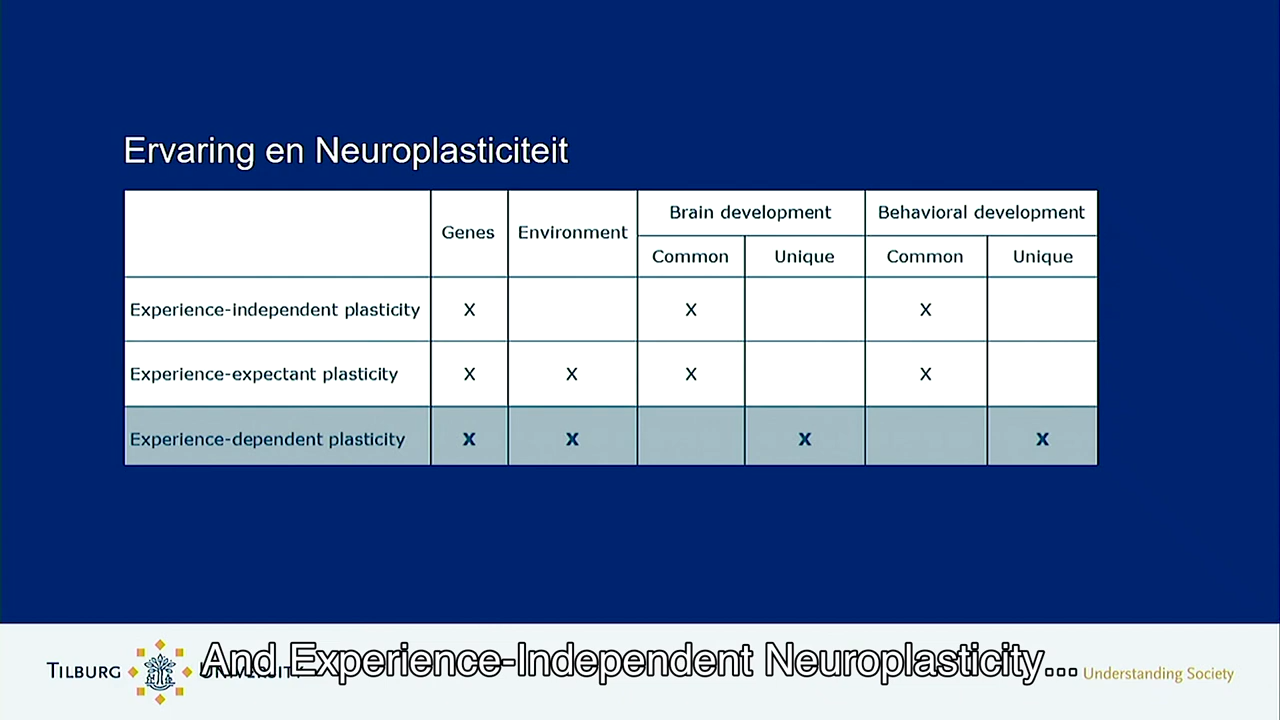 Ervaring en Neuroplasticiteit
Genes Environment Brain development Behavioral development
Common Unique Common Unique
Experience-independent plasticity X X X
Experience-expectant plasticity X X X X
Experience-dependent plasticity X X X X
TILBURG UNIVERSITY
And Experience-Independent Neuroplasticity...
Understanding Society